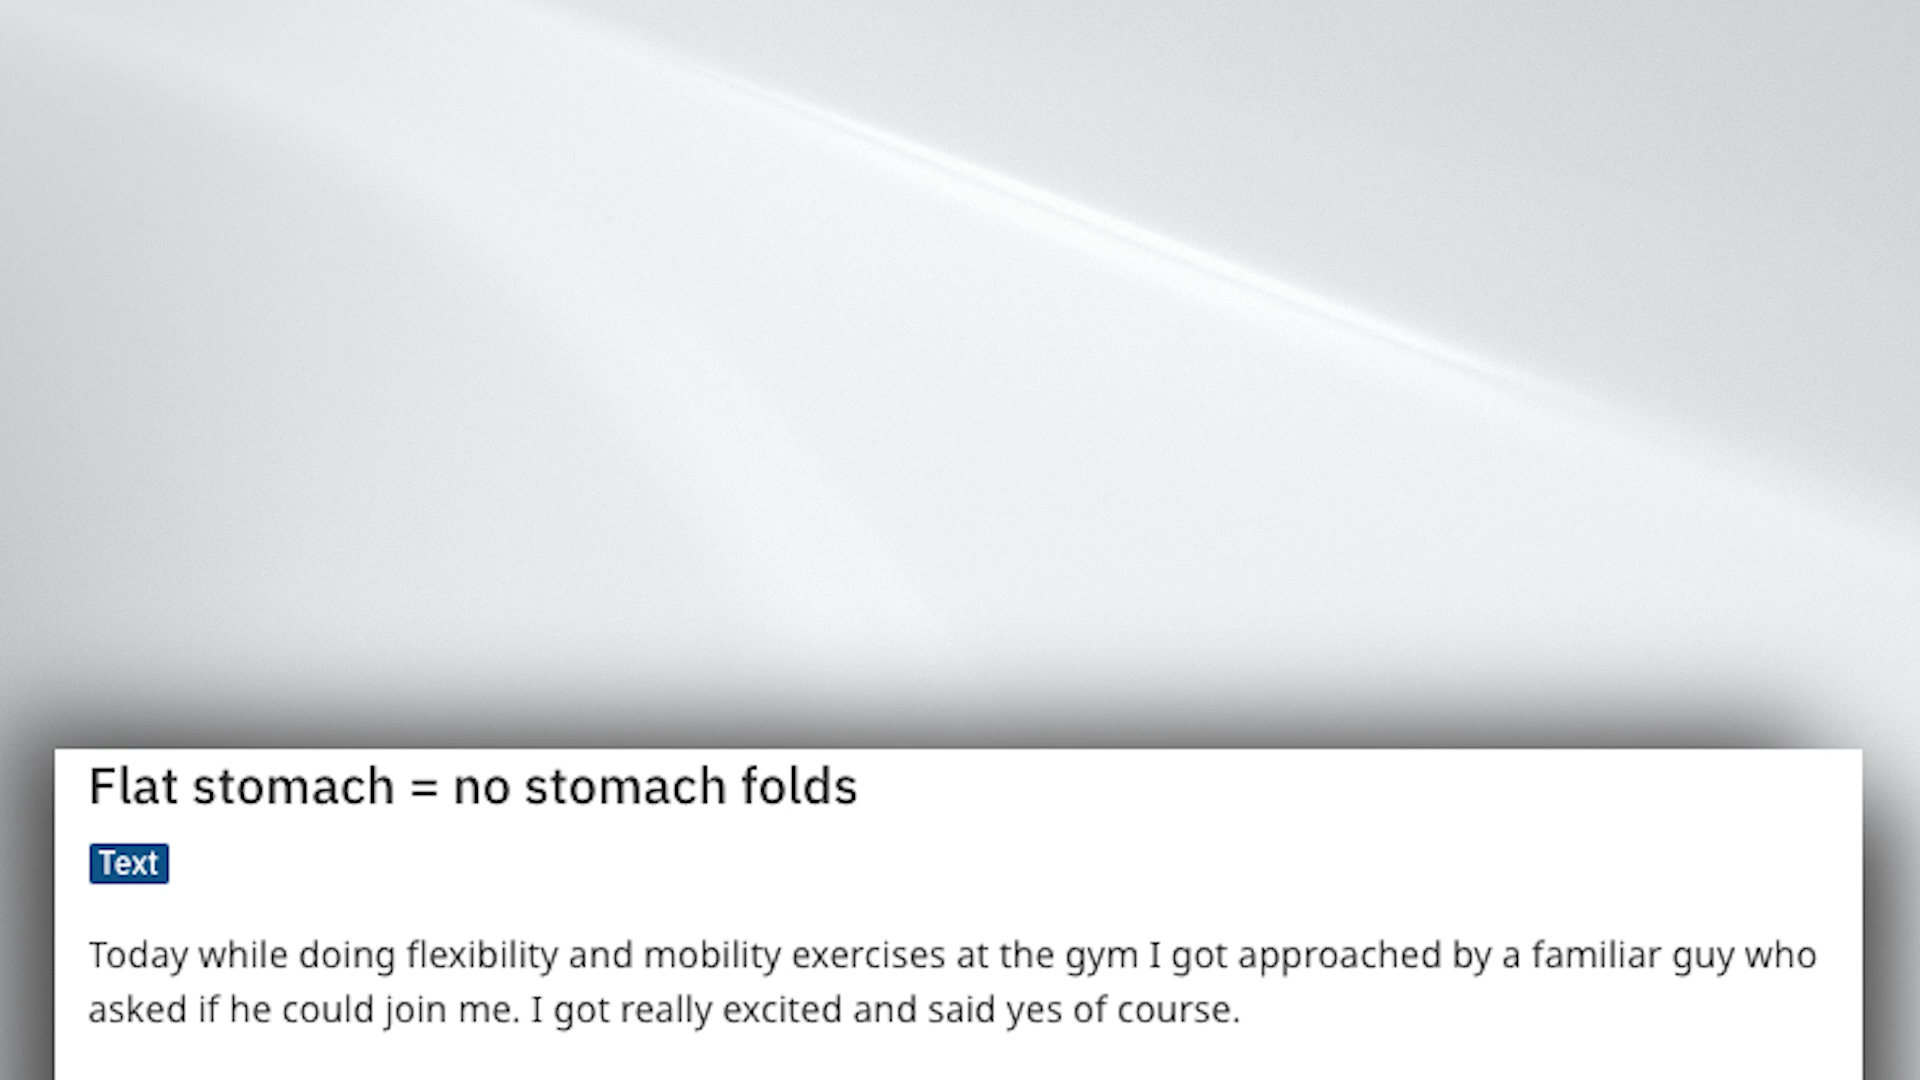 Flat stomach = no stomach folds
Text
Today while doing flexibility and mobility exercises at the gym I got approached by a familiar guy who
asked if he could join me. I got really excited and said yes of course.